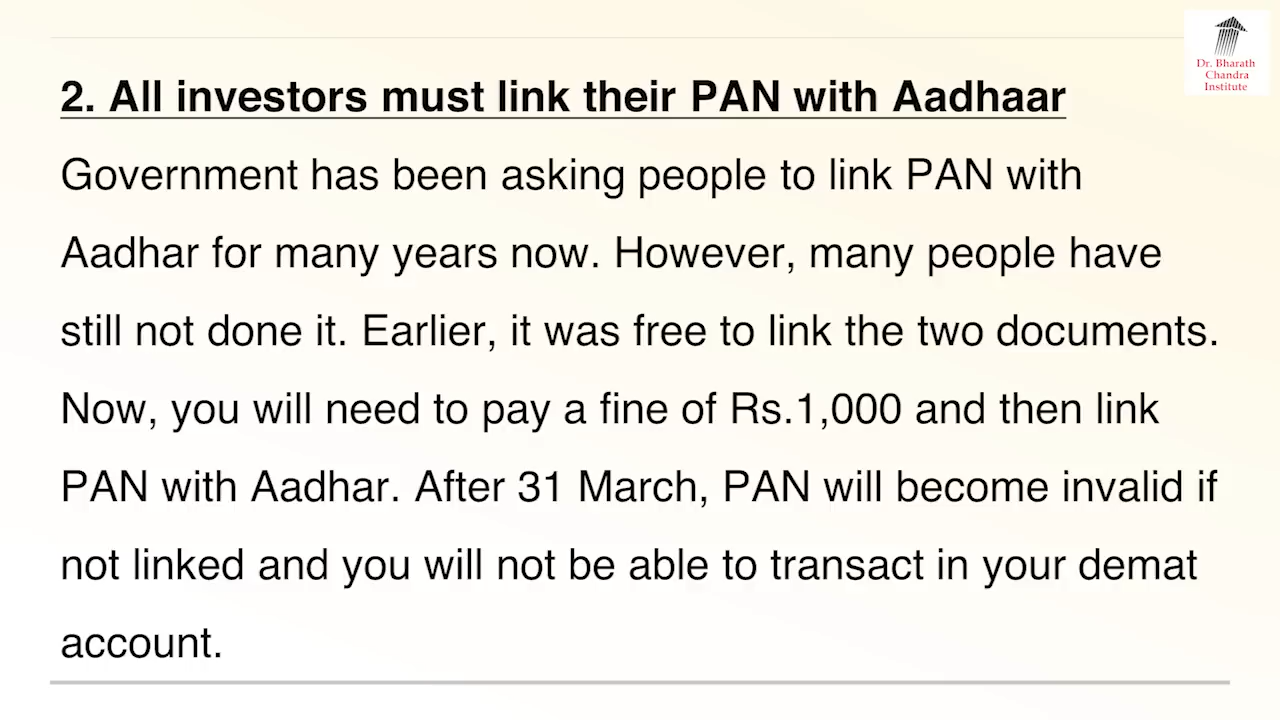 Dr. Bharath
Chandra
Institute
2. All investors must link their PAN with Aadhaar
Government has been asking people to link PAN with
Aadhar for many years now. However, many people have
still not done it. Earlier, it was free to link the two documents.
Now, you will need to pay a fine of Rs.1,000 and then link
PAN with Aadhar. After 31 March, PAN will become invalid if
not linked and you will not be able to transact in your demat
account.